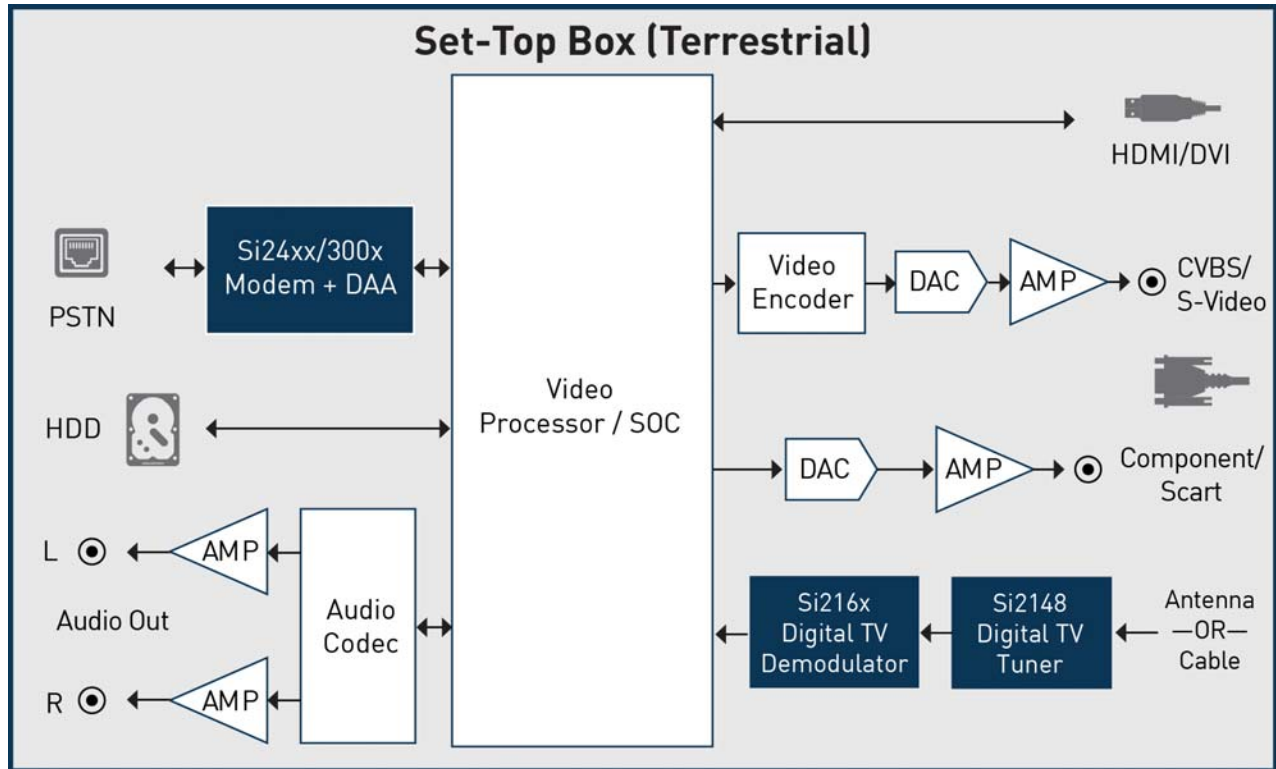 Set-Top Box (Terrestrial)
HDMI/DVI
PSTN
Si24xx/300x
Modem + DAA
Video
Encoder
DAC
AMP
CVBS/
S-Video
HDD
Video
Processor / SOC
DAC
AMP
Component/
Scart
L
AMP
Audio Out
R
AMP
Audio
Codec
Si216x
Digital TV
Demodulator
Si2148
Digital TV
Tuner
Antenna
—OR—
Cable